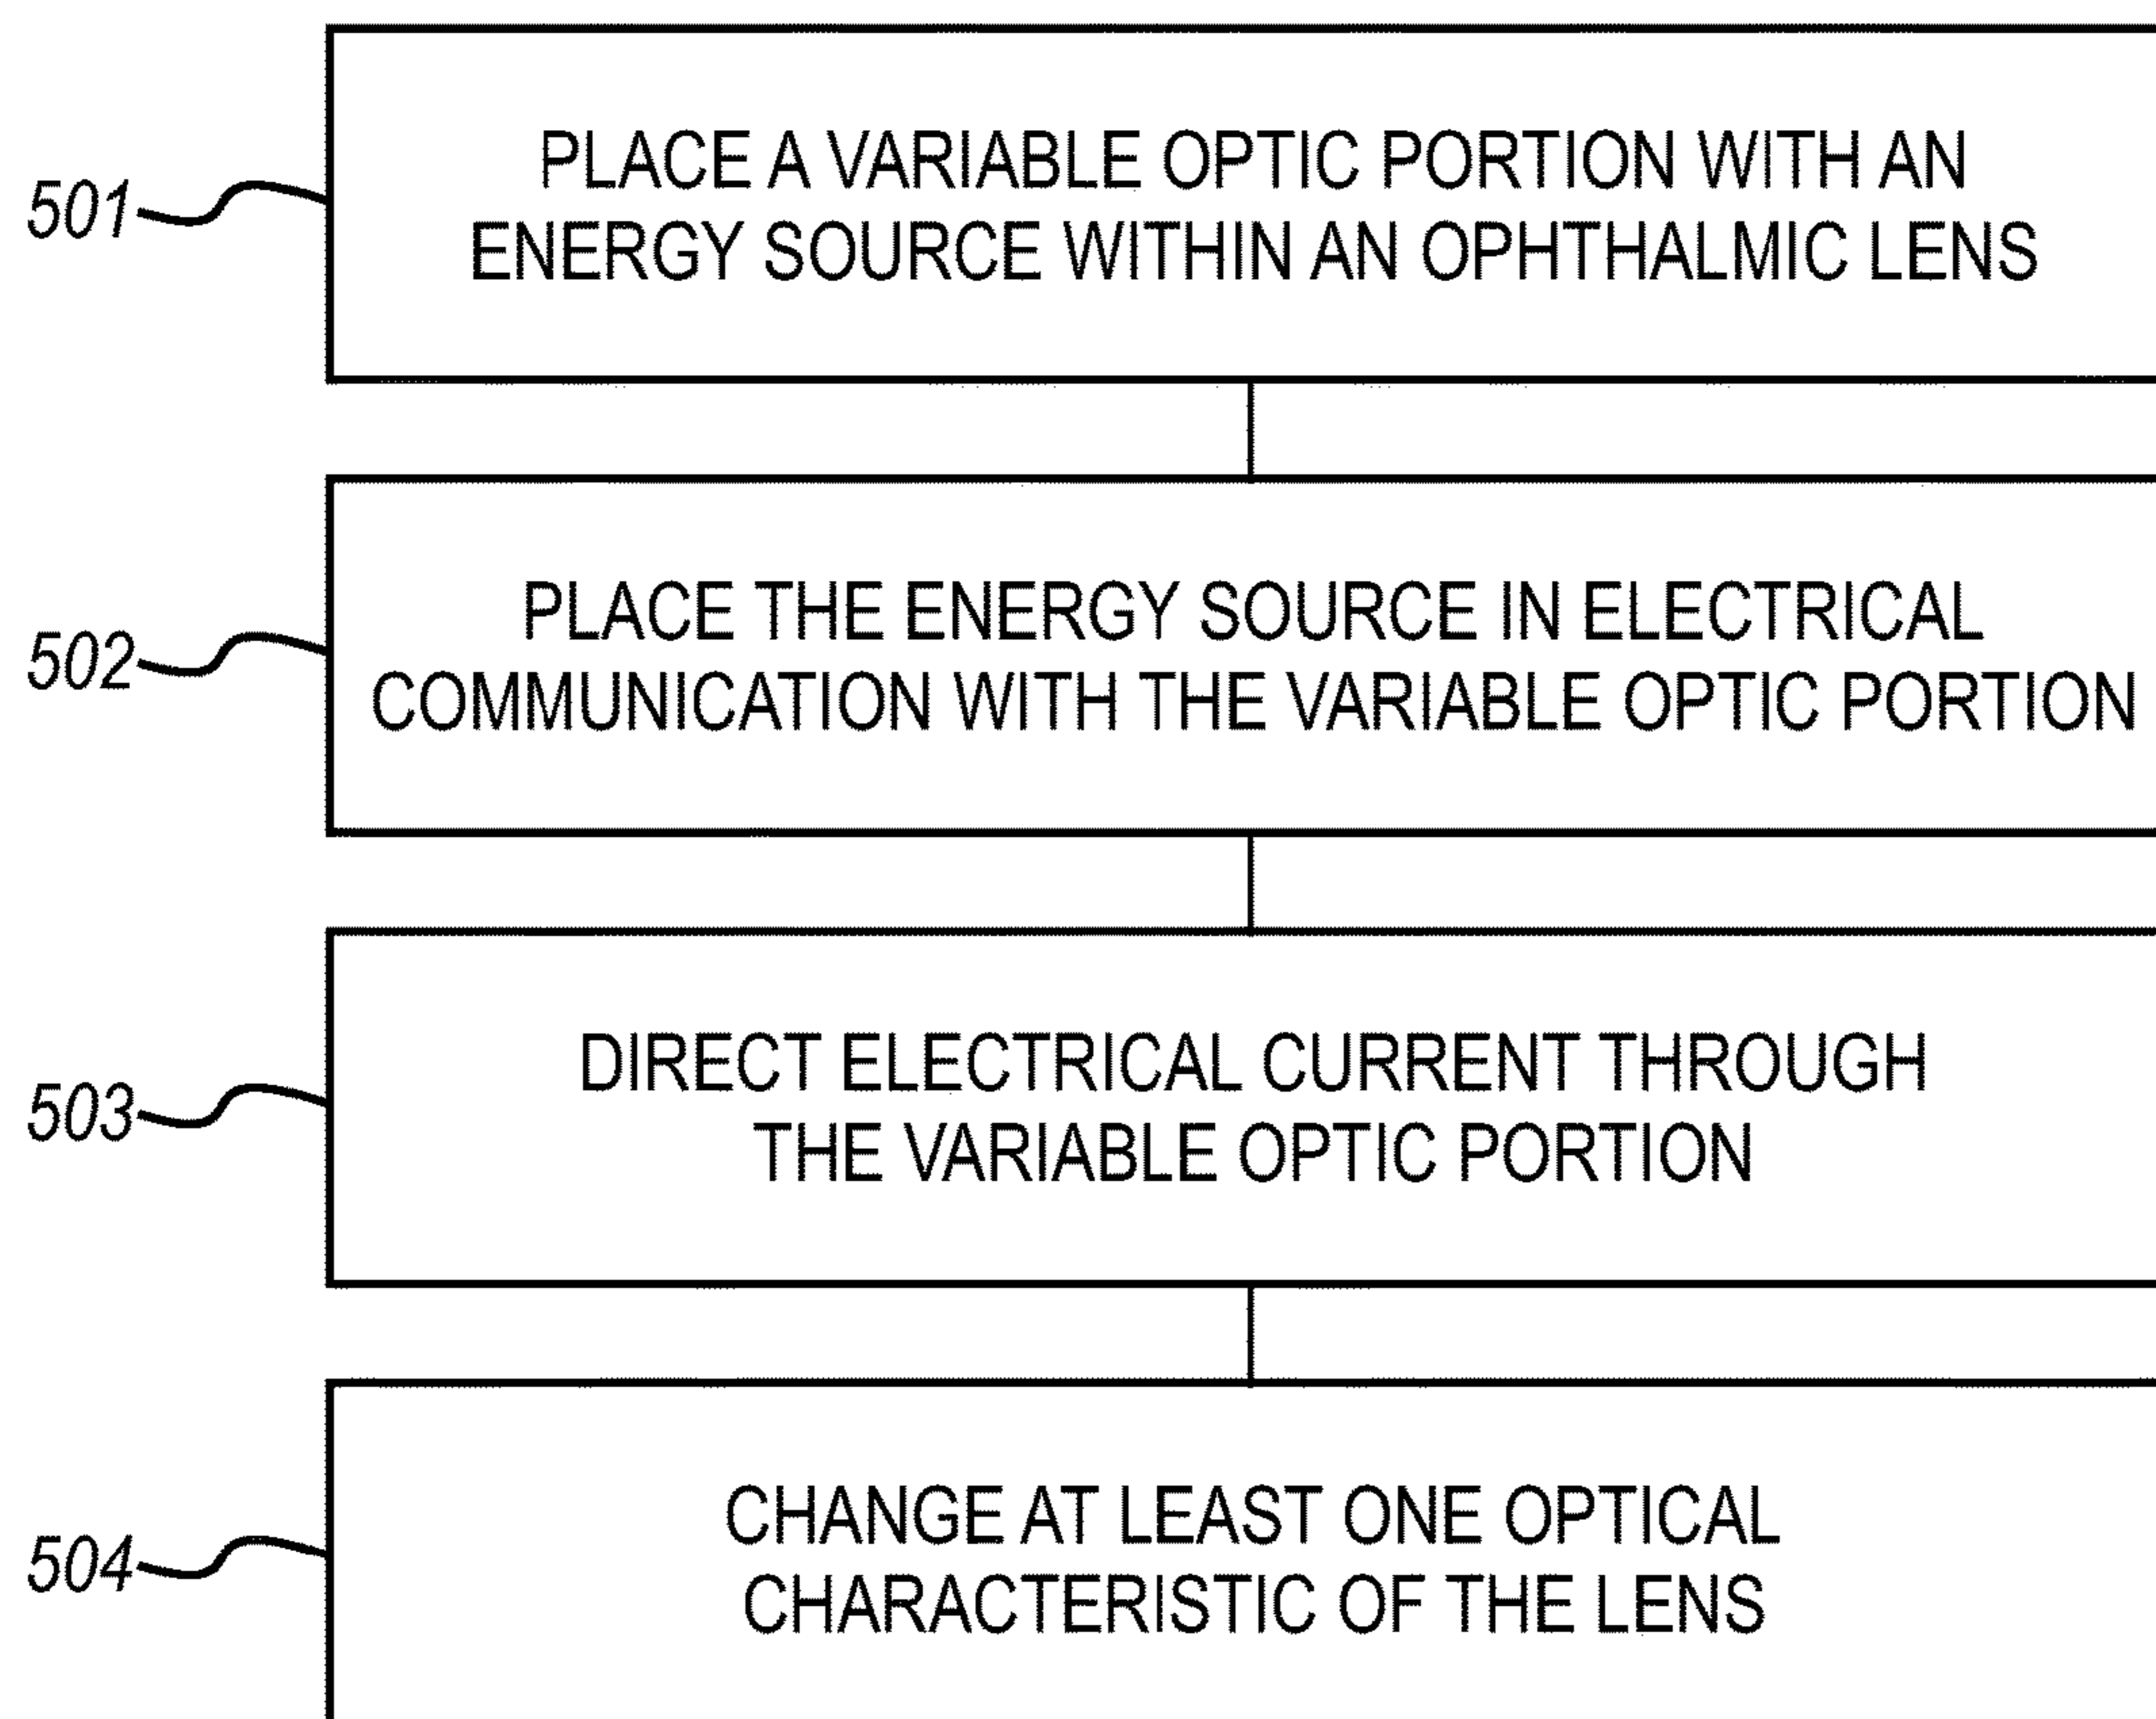 501
PLACE A VARIABLE OPTIC PORTION WITH AN
ENERGY SOURCE WITHIN AN OPHTHALMIC LENS
502
PLACE THE ENERGY SOURCE IN ELECTRICAL
COMMUNICATION WITH THE VARIABLE OPTIC PORTION
503
DIRECT ELECTRICAL CURRENT THROUGH
THE VARIABLE OPTIC PORTION
504
CHANGE AT LEAST ONE OPTICAL
CHARACTERISTIC OF THE LENS